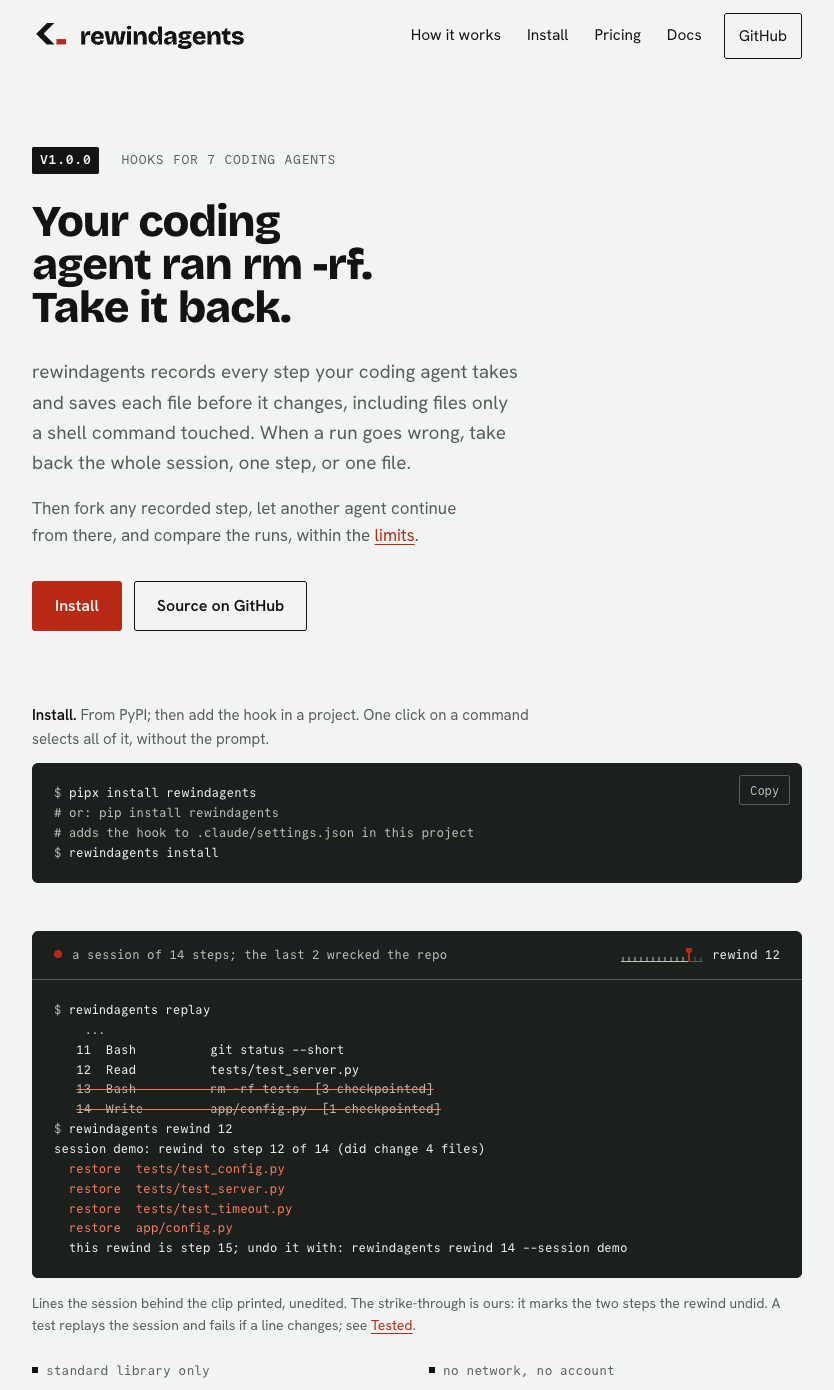 rewindagents
How it works Install Pricing Docs GitHub
V1.0.0 HOOKS FOR 7 CODING AGENTS
Your coding
agent ran rm -rf.
Take it back.
rewindagents records every step your coding agent takes
and saves each file before it changes, including files only
a shell command touched. When a run goes wrong, take
back the whole session, one step, or one file.
Then fork any recorded step, let another agent continue
from there, and compare the runs, within the limits.
Install Source on GitHub
Install. From PyPI; then add the hook in a project. One click on a command
selects all of it, without the prompt.
Copy
$ pipx install rewindagents
# or: pip install rewindagents
# adds the hook to .claude/settings.json in this project
$ rewindagents install
a session of 14 steps; the last 2 wrecked the repo rewind 12
$ rewindagents replay
...
11 Bash git status --short
12 Read tests/test_server.py
13 Bash rm -rf tests [3 checkpointed]
14 Write app/config.py [1 checkpointed]
$ rewindagents rewind 12
session demo: rewind to step 12 of 14 (did change 4 files)
restore tests/test_config.py
restore tests/test_server.py
restore tests/test_timeout.py
restore app/config.py
this rewind is step 15; undo it with: rewindagents rewind 14 --session demo
Lines the session behind the clip printed, unedited. The strike-through is ours: it marks the two steps the rewind undid. A
test replays the session and fails if a line changes; see Tested.
standard library only no network, no account